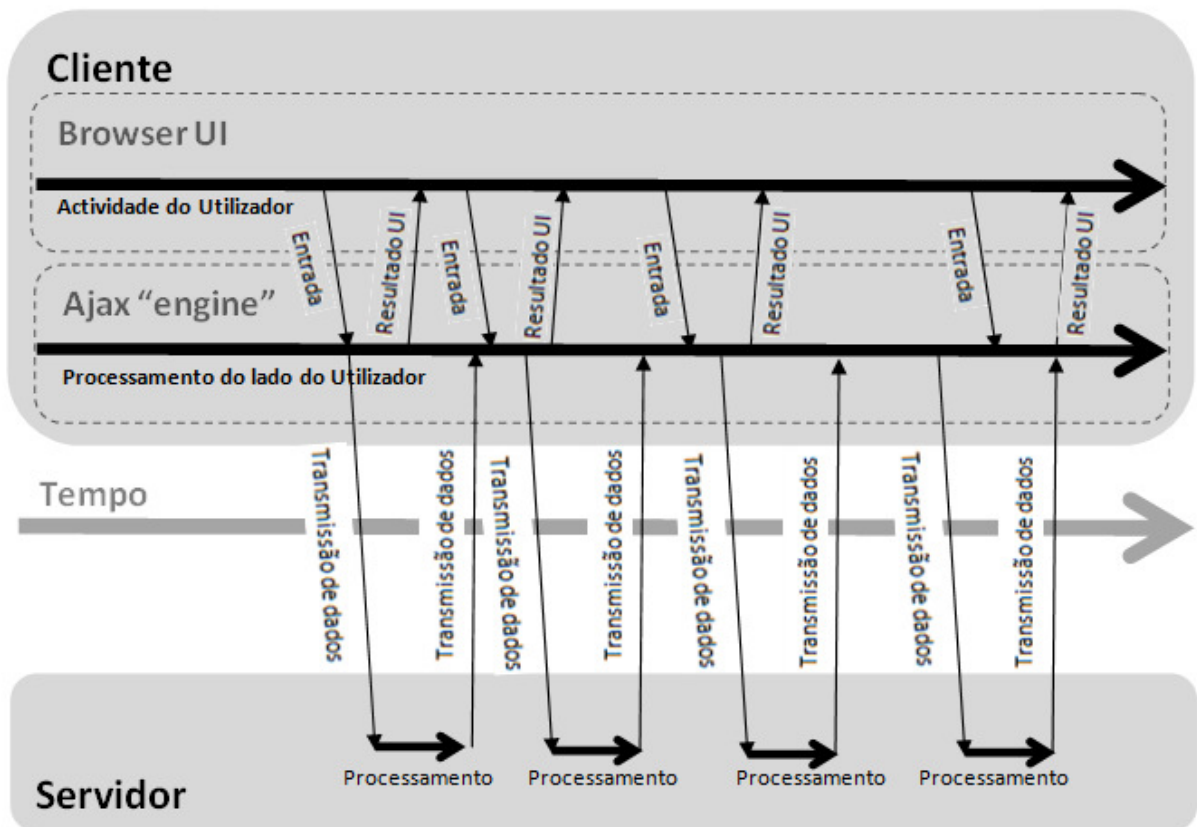 Cliente
Browser UI
Actividade do Utilizador
Entrada
Resultado UI
Entrada
Resultado UI
Entrada
Resultado UI
Entrada
Resultado UI
Ajax “engine”
Processamento do lado do Utilizador
Transmissão de dados
Transmissão de dados
Transmissão de dados
Transmissão de dados
Transmissão de dados
Transmissão de dados
Transmissão de dados
Transmissão de dados
Tempo
Processamento
Processamento
Processamento
Processamento
Servidor